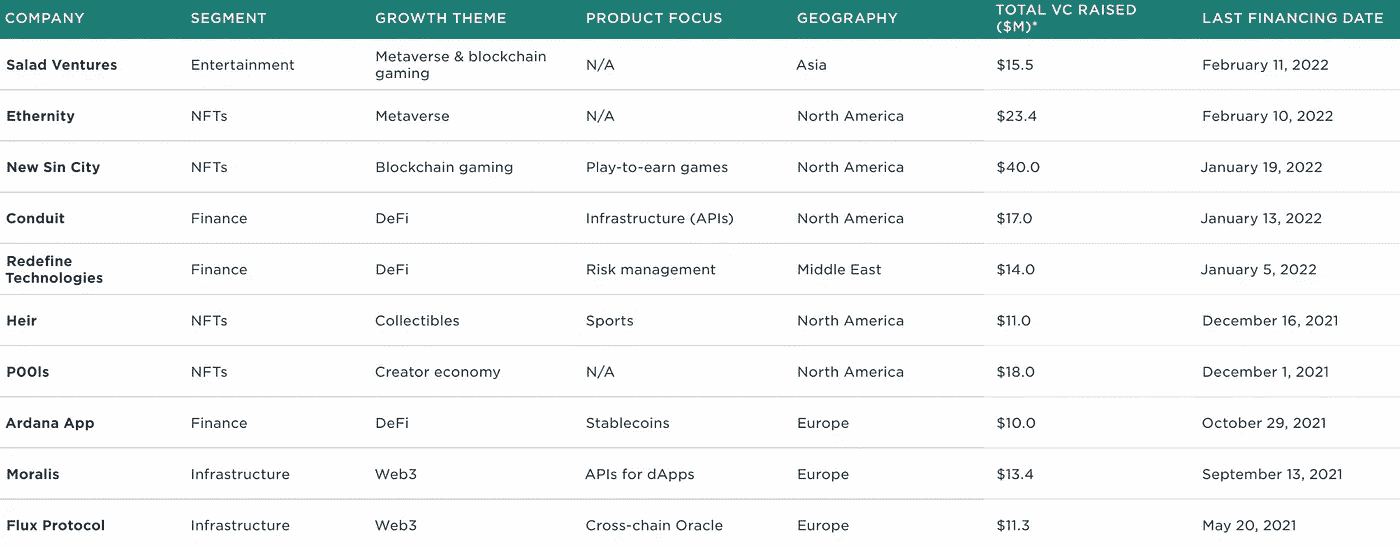 COMPANY SEGMENT GROWTH THEME PRODUCT FOCUS GEOGRAPHY TOTAL VC RAISED ($M)* LAST FINANCING DATE
Salad Ventures Entertainment Metaverse & blockchain gaming N/A Asia $15.5 February 11, 2022
Ethernity NFTs Metaverse N/A North America $23.4 February 10, 2022
New Sin City NFTs Blockchain gaming Play-to-earn games North America $40.0 January 19, 2022
Conduit Finance DeFi Infrastructure (APIs) North America $17.0 January 13, 2022
Redefine Technologies Finance DeFi Risk management Middle East $14.0 January 5, 2022
Heir NFTs Collectibles Sports North America $11.0 December 16, 2021
P00ls NFTs Creator economy N/A North America $18.0 December 1, 2021
Ardana App Finance DeFi Stablecoins Europe $10.0 October 29, 2021
Moralis Infrastructure Web3 APIs for dApps Europe $13.4 September 13, 2021
Flux Protocol Infrastructure Web3 Cross-chain Oracle Europe $11.3 May 20, 2021